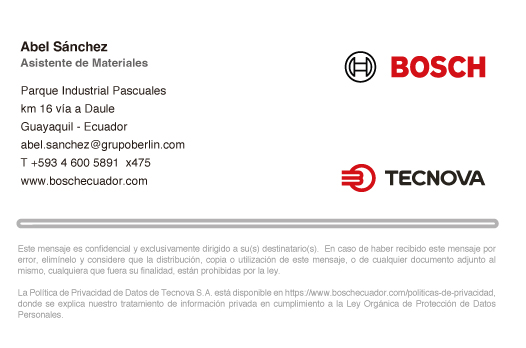 Abel Sánchez
Asistente de Materiales
Parque Industrial Pascuales
km 16 vía a Daule
Guayaquil - Ecuador
abel.sanchez@grupoberlin.com
T +593 4 600 5891  x475
www.boschecuador.com
BOSCH
TECNOVA
Este mensaje es confidencial y exclusivamente dirigido a su(s) destinatario(s).  En caso de haber recibido este mensaje por
error, elimínelo y considere que la distribución, copia o utilización de este mensaje, o de cualquier documento adjunto al
mismo, cualquiera que fuera su finalidad, están prohibidas por la ley.
La Política de Privacidad de Datos de Tecnova S.A. está disponible en https://www.boschecuador.com/politicas-de-privacidad,
donde se explica nuestro tratamiento de información privada en cumplimiento a la Ley Orgánica de Protección de Datos
Personales.